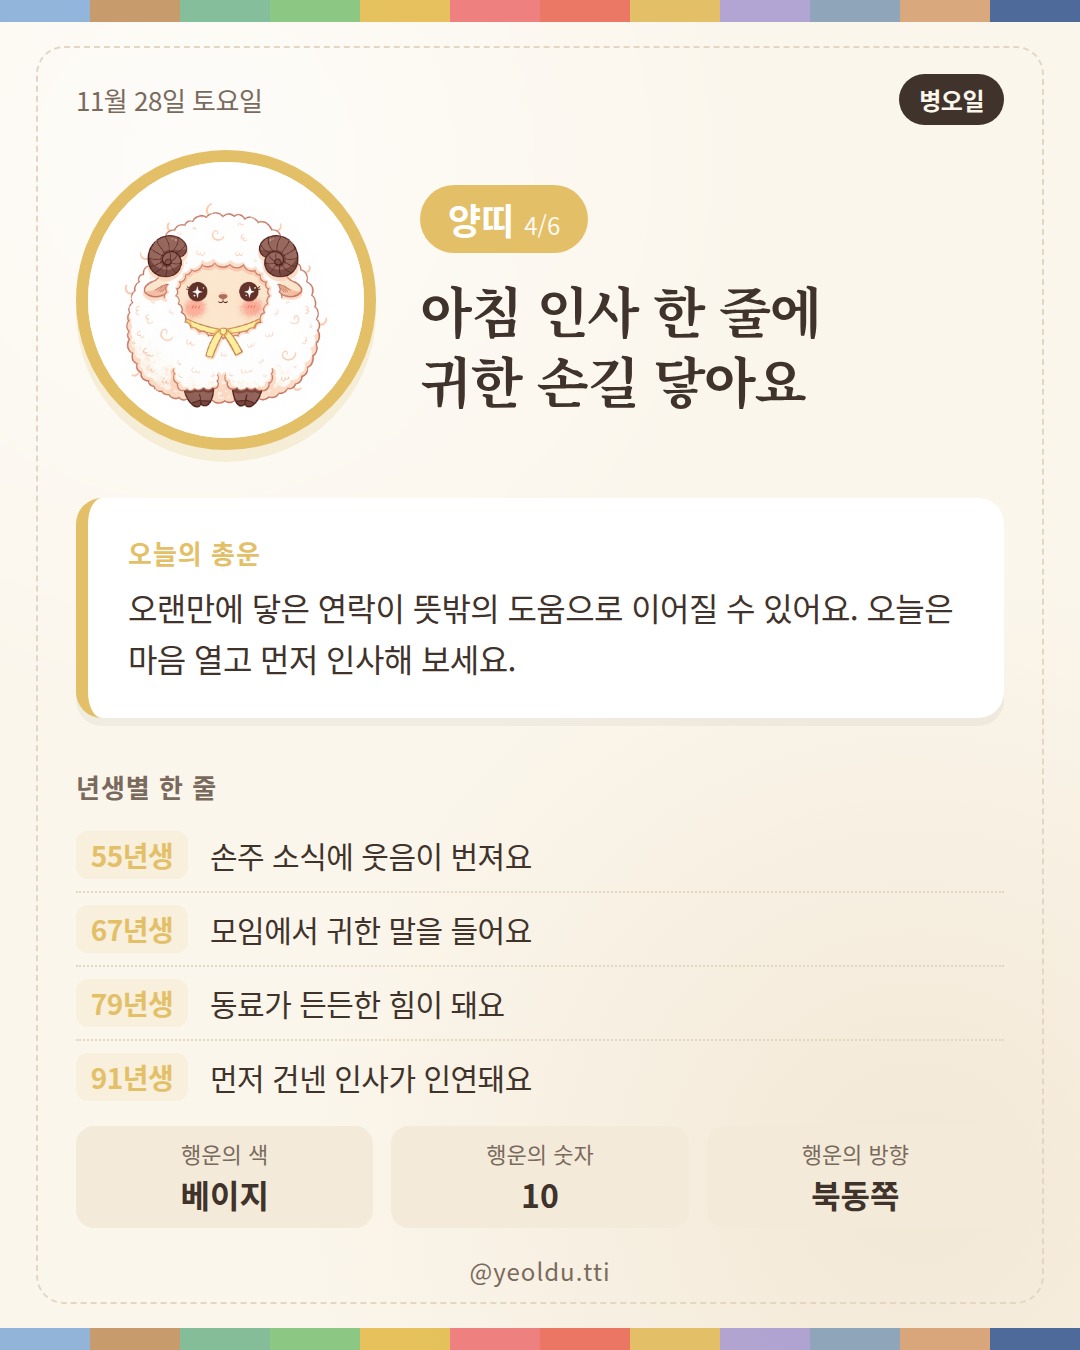 11월 28일 토요일
병오일
양띠 4/6
아침 인사 한 줄에
귀한 손길 닿아요
오늘의 총운
오랜만에 닿은 연락이 뜻밖의 도움으로 이어질 수 있어요. 오늘은
마음 열고 먼저 인사해 보세요.
년생별 한 줄
55년생 손주 소식에 웃음이 번져요
67년생 모임에서 귀한 말을 들어요
79년생 동료가 든든한 힘이 돼요
91년생 먼저 건넨 인사가 인연돼요
행운의 색
베이지
행운의 숫자
10
행운의 방향
북동쪽
@yeoldu.tti